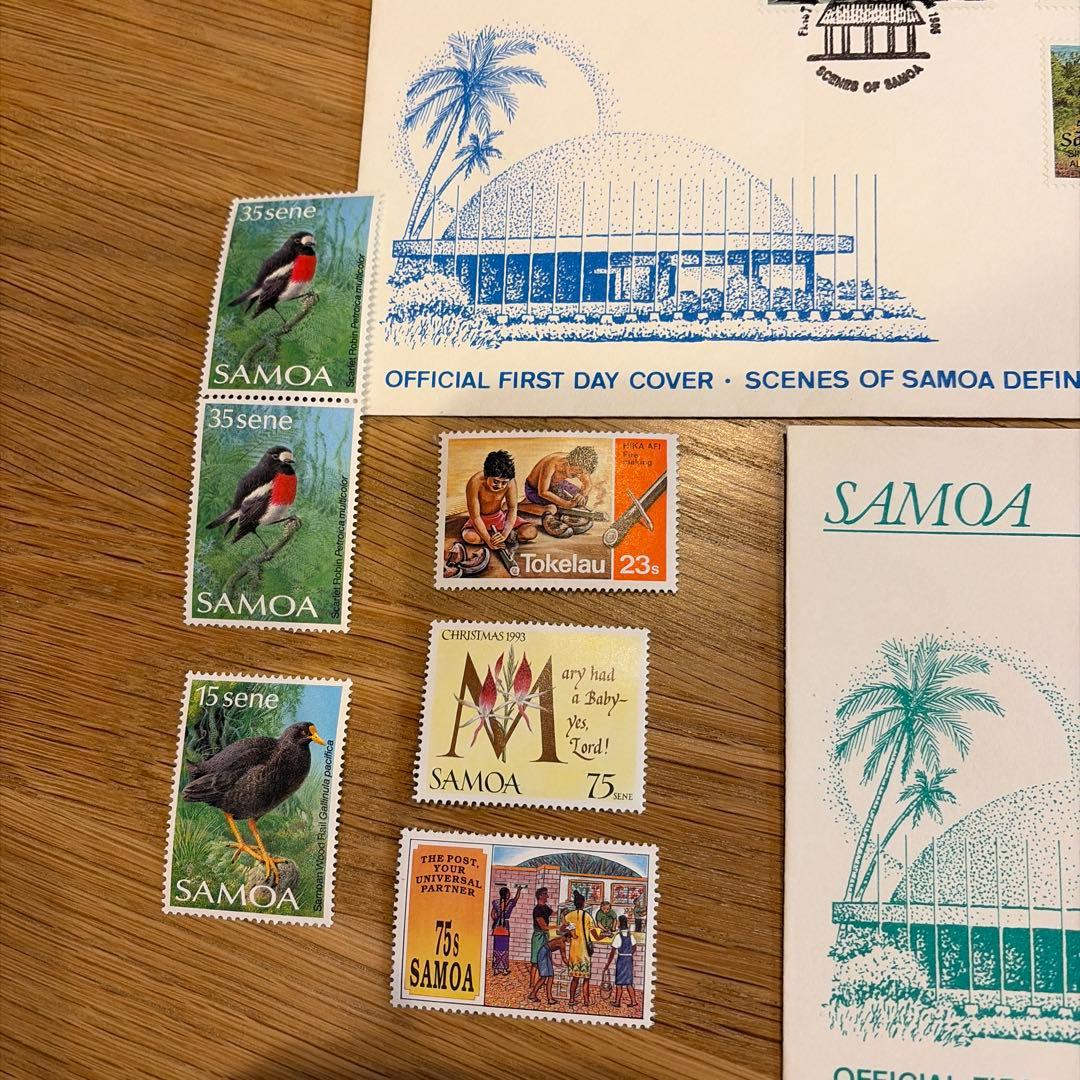 SCENES OF SAMOA
OFFICIAL FIRST DAY COVER · SCENES OF SAMOA DEFIN
35 sene
Scarlet Robin Petroica multicolor
SAMOA
35 sene
Scarlet Robin Petroica multicolor
SAMOA
15 sene
Samoan Wood Rail Gallinula pacifica
SAMOA
HIKA AFI
Fire
making
Tokelau
23s
CHRISTMAS 1993
Mary had
a Baby–
yes,
Lord!
SAMOA
75 SENE
THE POST,
YOUR
UNIVERSAL
PARTNER
75s
SAMOA
SAMOA